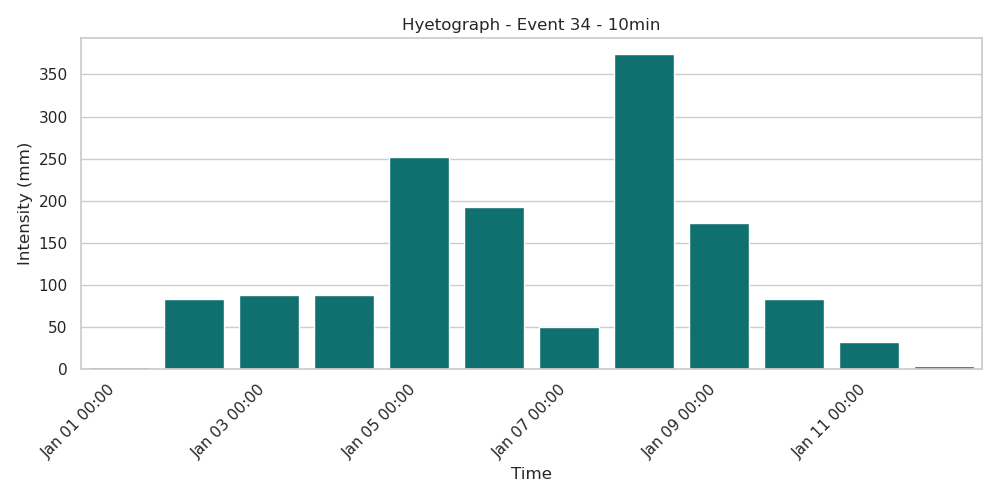 Hyetograph - Event 34 - 10min
Intensity (mm)
350
300
250
200
150
100
50
0
Jan 01 00:00
Jan 03 00:00
Jan 05 00:00
Jan 07 00:00
Jan 09 00:00
Jan 11 00:00
Time